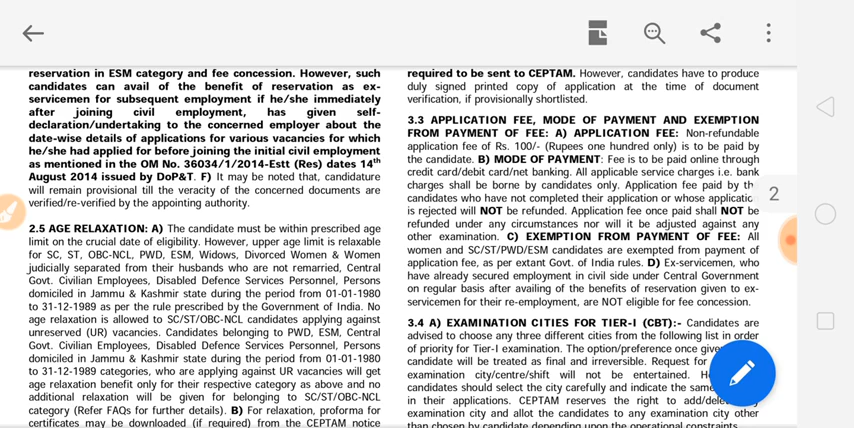 reservation in ESM category and fee concession. However, such
candidates can avail of the benefit of reservation as ex-
servicemen for subsequent employment if he/she immediately
after joining civil employment, has given self-
declaration/undertaking to the concerned employer about the
date-wise details of applications for various vacancies for which
he/she had applied for before joining the initial civil employment
as mentioned in the OM No. 36034/1/2014-Estt (Res) dates 14th
August 2014 issued by DoP&T. F) It may be noted that, candidature
will remain provisional till the veracity of the concerned documents are
verified/re-verified by the appointing authority.
2.5 AGE RELAXATION: A) The candidate must be within prescribed age
limit on the crucial date of eligibility. However, upper age limit is relaxable
for SC, ST, OBC-NCL, PWD, ESM, Widows, Divorced Women & Women
judicially separated from their husbands who are not remarried, Central
Govt. Civilian Employees, Disabled Defence Services Personnel, Persons
domiciled in Jammu & Kashmir state during the period from 01-01-1980
to 31-12-1989 as per the rule prescribed by the Government of India. No
age relaxation is allowed to SC/ST/OBC-NCL candidates applying against
unreserved (UR) vacancies. Candidates belonging to PWD, ESM, Central
Govt. Civilian Employees, Disabled Defence Services Personnel, Persons
domiciled in Jammu & Kashmir state during the period from 01-01-1980
to 31-12-1989 categories, who are applying against UR vacancies will get
age relaxation benefit only for their respective category as above and no
additional relaxation will be given for belonging to SC/ST/OBC-NCL
category (Refer FAQs for further details). B) For relaxation, proforma for
certificates may be downloaded (if required) from the CEPTAM notice
required to be sent to CEPTAM. However, candidates have to produce
duly signed printed copy of application at the time of document
verification, if provisionally shortlisted.
3.3 APPLICATION FEE, MODE OF PAYMENT AND EXEMPTION
FROM PAYMENT OF FEE: A) APPLICATION FEE: Non-refundable
application fee of Rs. 100/- (Rupees one hundred only) is to be paid by
the candidate. B) MODE OF PAYMENT: Fee is to be paid online through
credit card/debit card/net banking. All applicable service charges i.e. bank
charges shall be borne by candidates only. Application fee paid by th
candidates who have not completed their application or whose applicatio
is rejected will NOT be refunded. Application fee once paid shall NOT be
refunded under any circumstances nor will it be adjusted against any
other examination. C) EXEMPTION FROM PAYMENT OF FEE: All
women and SC/ST/PWD/ESM candidates are exempted from payment of
application fee, as per extant Govt. of India rules. D) Ex-servicemen, who
have already secured employment in civil side under Central Government
on regular basis after availing of the benefits of reservation given to ex-
servicemen for their re-employment, are NOT eligible for fee concession.
3.4 A) EXAMINATION CITIES FOR TIER-I (CBT):- Candidates are
advised to choose any three different cities from the following list in order
of priority for Tier-I examination. The option/preference once give
candidate will be treated as final and irreversible. Request for
examination city/centre/shift will not be entertained. H
candidates should select the city carefully and indicate the same
in their applications. CEPTAM reserves the right to add/dele
examination city and allot the candidates to any examination city other
than chosen by candidate depending upon the operational constraints.
2